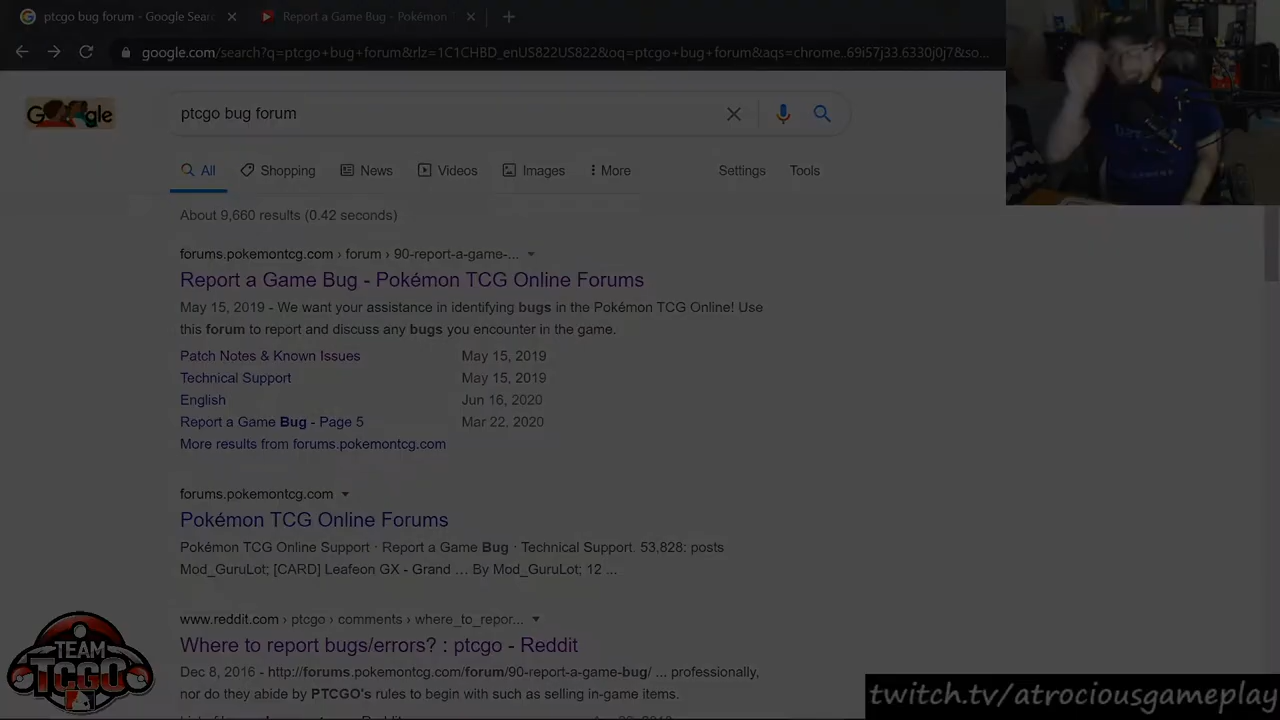 ptcgo bug forum - Google Sear
Report a Game Bug - Pokémon
google.com/search?q=ptcgo+bug+forum&rlz=1C1CHBD_enUS822US822&oq=ptcgo+bug+forum&aqs=chrome..69i57j33.6330j0j7&so...
Google
ptcgo bug forum
All
Shopping
News
Videos
Images
More
Settings
Tools
About 9,660 results (0.42 seconds)
forums.pokemontcg.com › forum › 90-report-a-game-...
Report a Game Bug - Pokémon TCG Online Forums
May 15, 2019 - We want your assistance in identifying bugs in the Pokémon TCG Online! Use
this forum to report and discuss any bugs you encounter in the game.
Patch Notes & Known Issues May 15, 2019
Technical Support May 15, 2019
English Jun 16, 2020
Report a Game Bug - Page 5 Mar 22, 2020
More results from forums.pokemontcg.com
forums.pokemontcg.com
Pokémon TCG Online Forums
Pokémon TCG Online Support · Report a Game Bug · Technical Support. 53,828: posts
Mod_GuruLot; [CARD] Leafeon GX - Grand ... By Mod_GuruLot; 12 ...
www.reddit.com › ptcgo › comments › where_to_repor...
Where to report bugs/errors? : ptcgo - Reddit
Dec 8, 2016 - http://forums.pokemontcg.com/forum/90-report-a-game-bug/ ... professionally,
nor do they abide by PTCGO's rules to begin with such as selling in-game items.
TEAM
TCGO
twitch.tv/atrociousgameplay